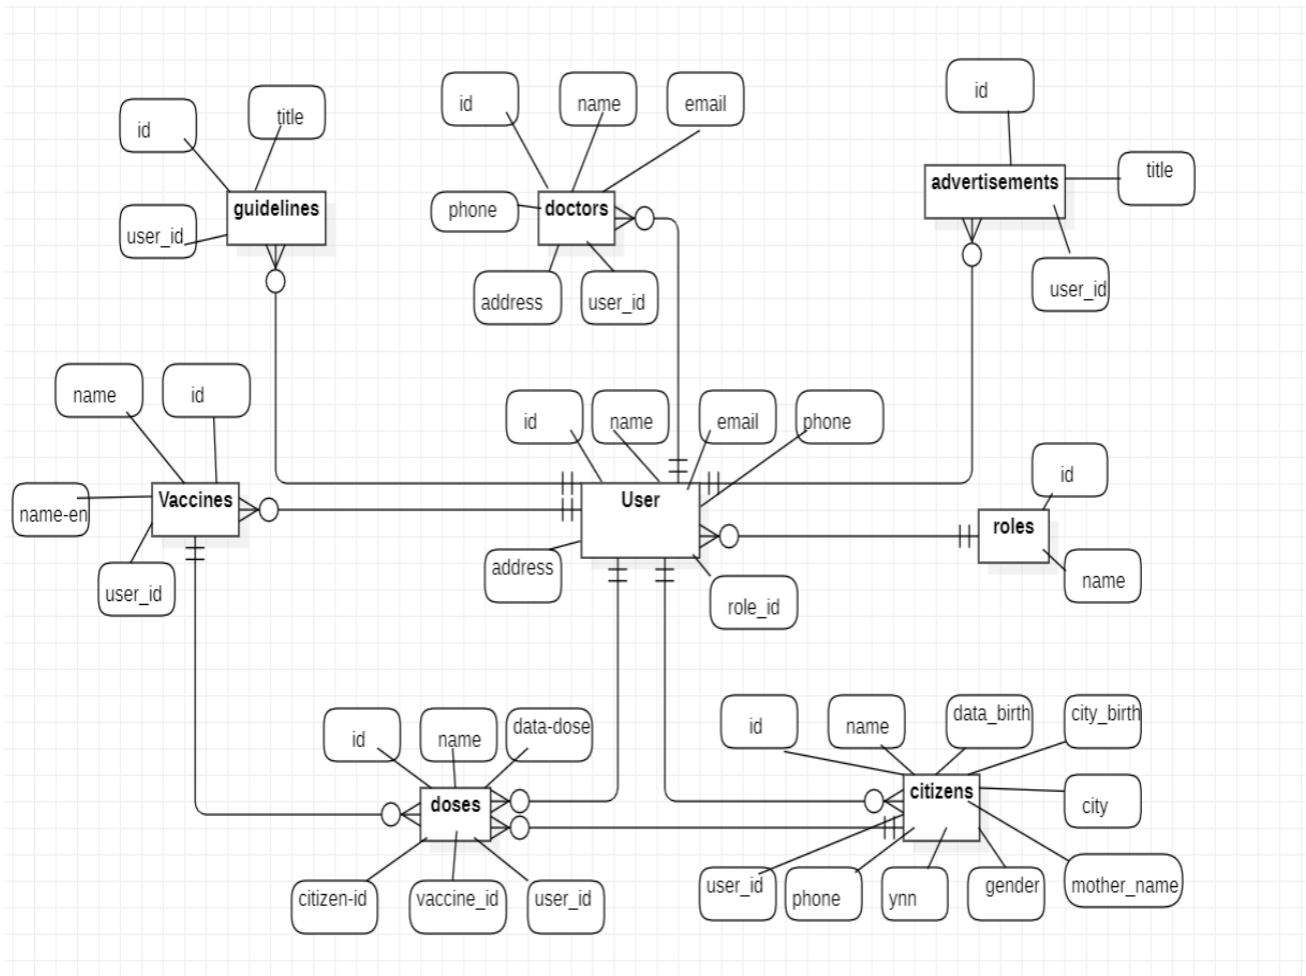 id
title
guidelines
user_id
id
name
email
phone
doctors
address
user_id
id
advertisements
title
user_id
name
id
Vaccines
name-en
user_id
id
name
email
phone
User
address
role_id
id
roles
name
id
name
data-dose
doses
citizen-id
vaccine_id
user_id
id
name
data_birth
city_birth
citizens
city
user_id
phone
ynn
gender
mother_name